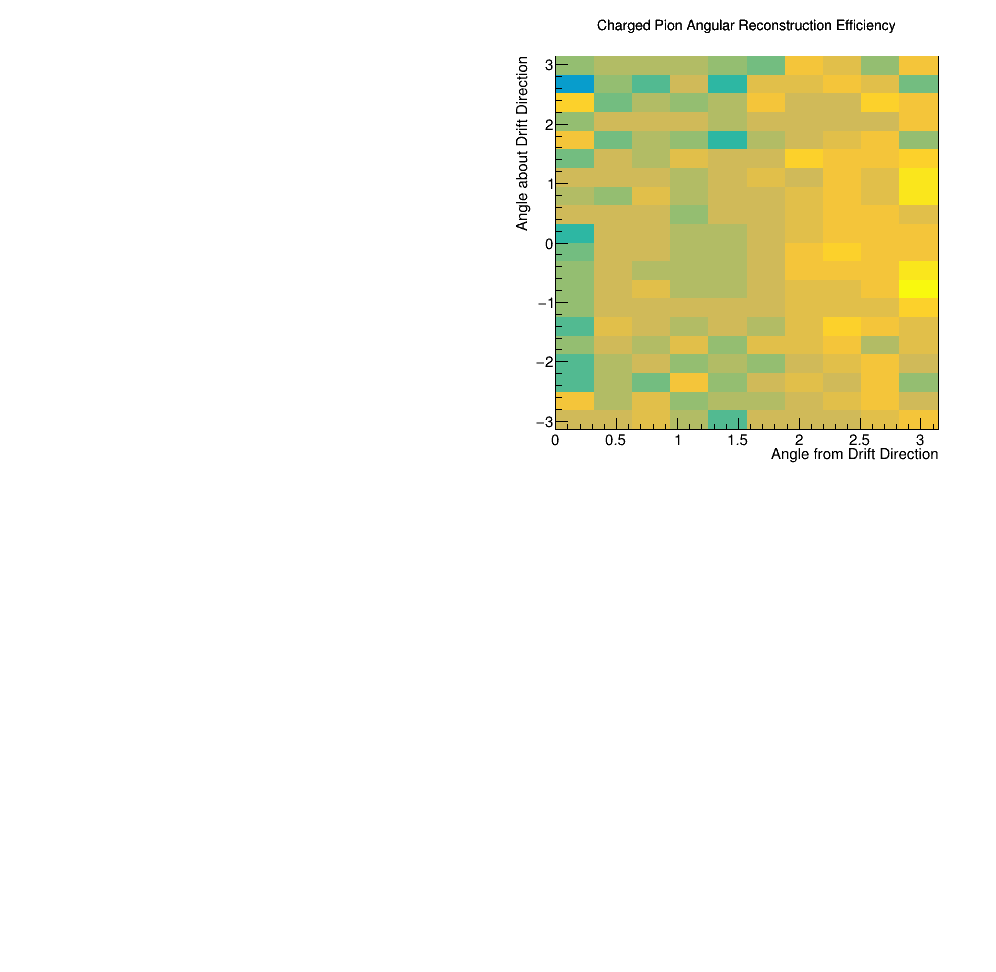 Charged Pion Angular Reconstruction Efficiency
Angle about Drift Direction
3
2
1
0
−1
−2
−3
0 0.5 1 1.5 2 2.5 3
Angle from Drift Direction